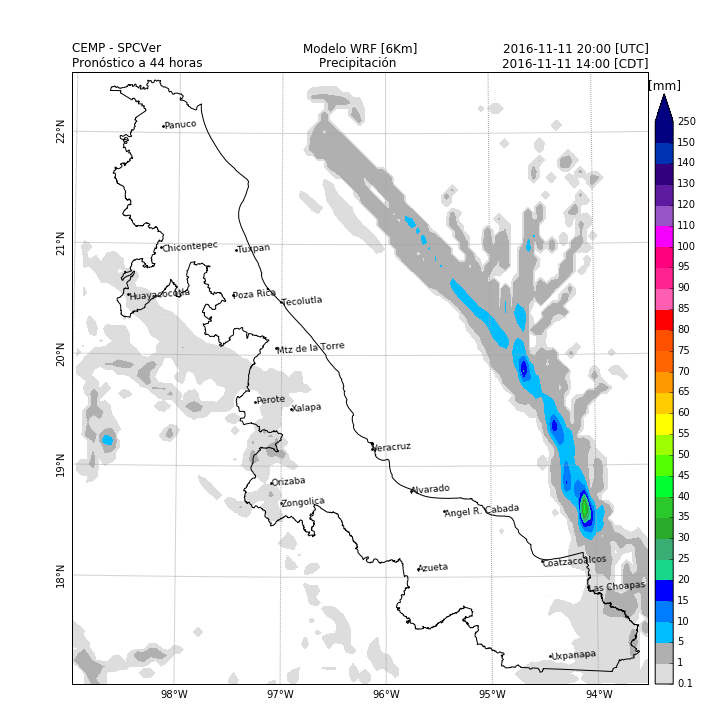 CEMP - SPCVer Modelo WRF [6Km] 2016-11-11 20:00 [UTC]
Pronóstico a 44 horas Precipitación 2016-11-11 14:00 [CDT]
[mm]
250
150
140
130
120
110
100
95
90
85
80
75
70
65
60
55
50
45
40
35
30
25
20
15
10
5
1
0.1
22°N
21°N
20°N
19°N
18°N
Panuco
Chicontepec
Tuxpan
Huayacocotla
Poza Rica
Tecolutla
Mtz de la Torre
Perote
Xalapa
Veracruz
Orizaba
Zongolica
Alvarado
Angel R. Cabada
Azueta
Coatzacoalcos
Las Choapas
Uxpanapa
98°W 97°W 96°W 95°W 94°W